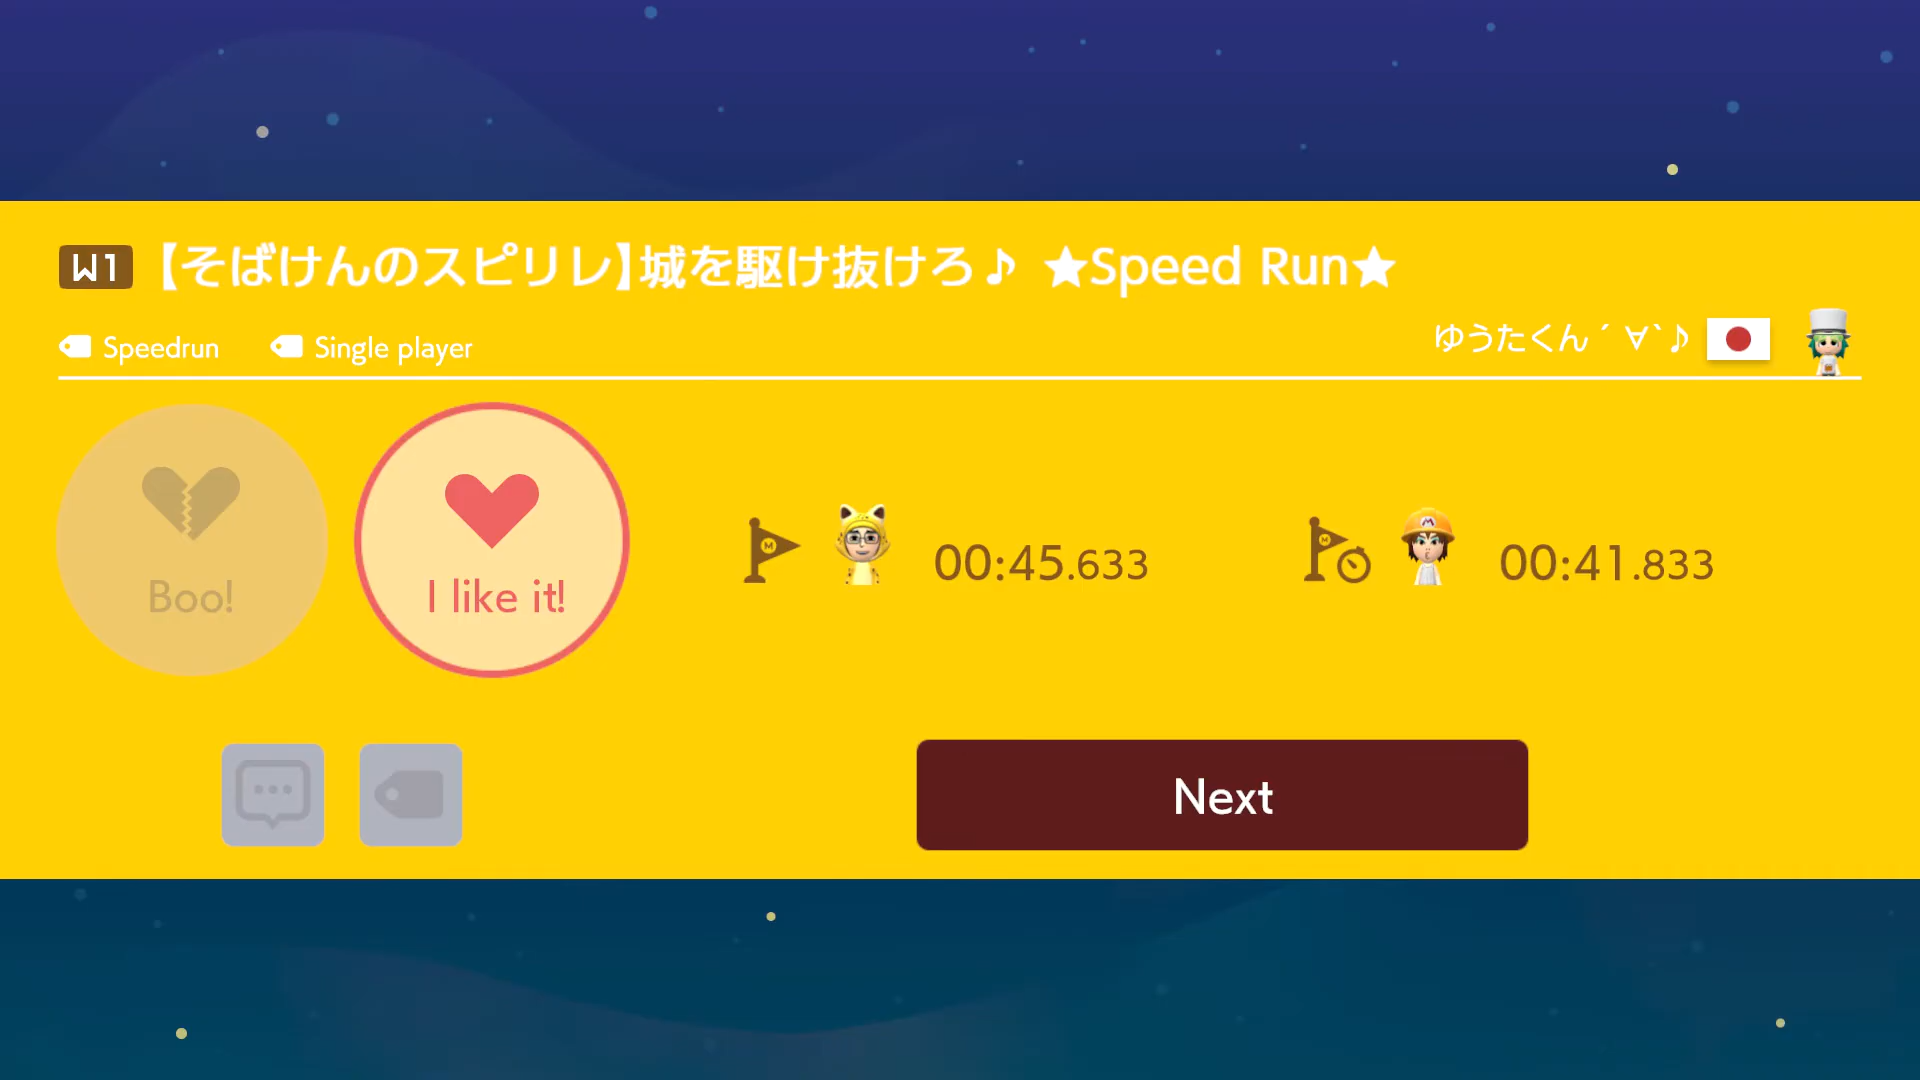 W1 【そばけんのスピリレ】城を駆け抜けろ♪ ★Speed Run★
Speedrun Single player
ゆうたくん´∀`♪
Boo!
I like it!
M 00:45.633
M 00:41.833
Next